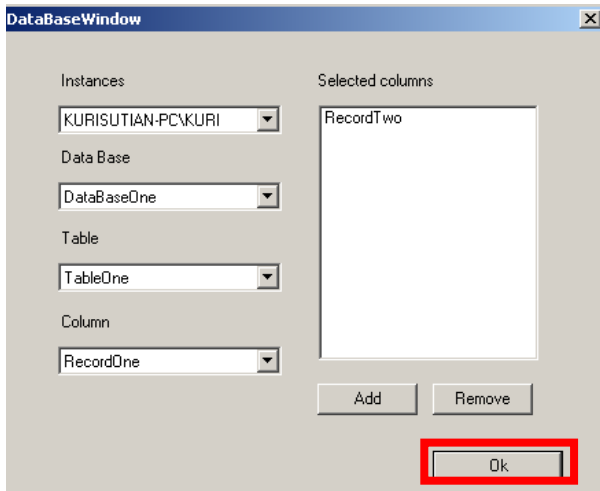 DataBaseWindow
Instances
KURISUTIAN-PC\KURI
Data Base
DataBaseOne
Table
TableOne
Column
RecordOne
Selected columns
RecordTwo
Add
Remove
Ok